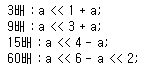 3배 : a << 1 + a;
9배 : a << 3 + a;
15배 : a << 4 - a;
60배 : a << 6 - a << 2;